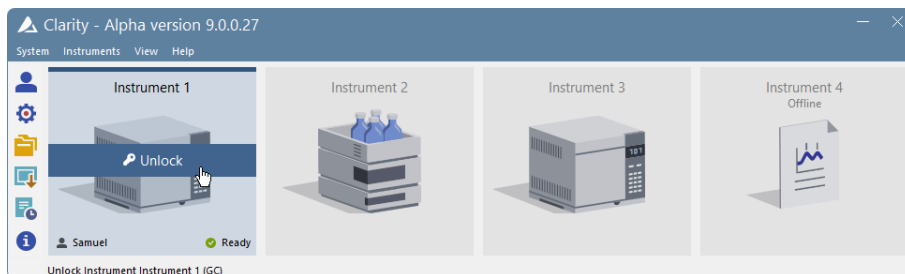 Clarity - Alpha version 9.0.0.27
System Instruments View Help
Instrument 1
Instrument 2
Instrument 3
Instrument 4
Offline
101
Unlock
Samuel
Ready
Unlock Instrument Instrument 1 (GC)